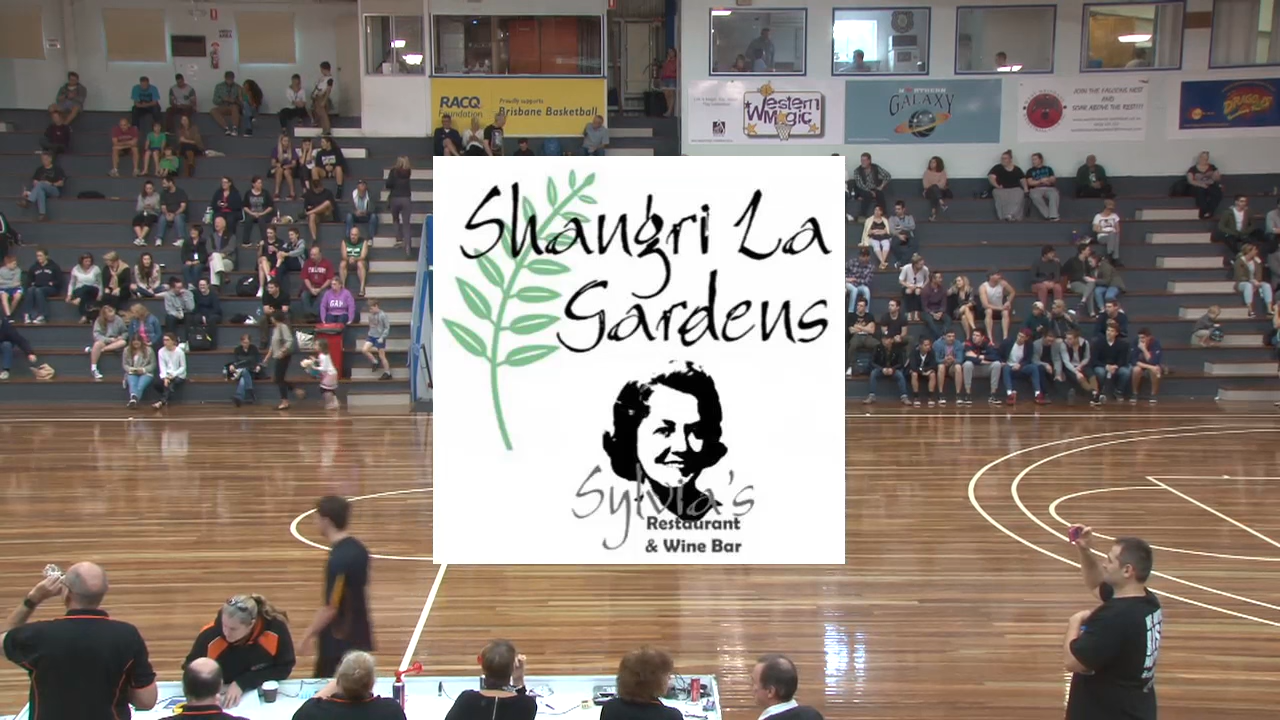 RACQ
Foundation
Proudly supports
Brisbane Basketball
Western
Magic
NORTHERN
GALAXY
JOIN THE FALCONS NEST
AND
SOAR ABOVE THE REST!!!
Shangri La
Gardens
Sylvia's
Restaurant
& Wine Bar